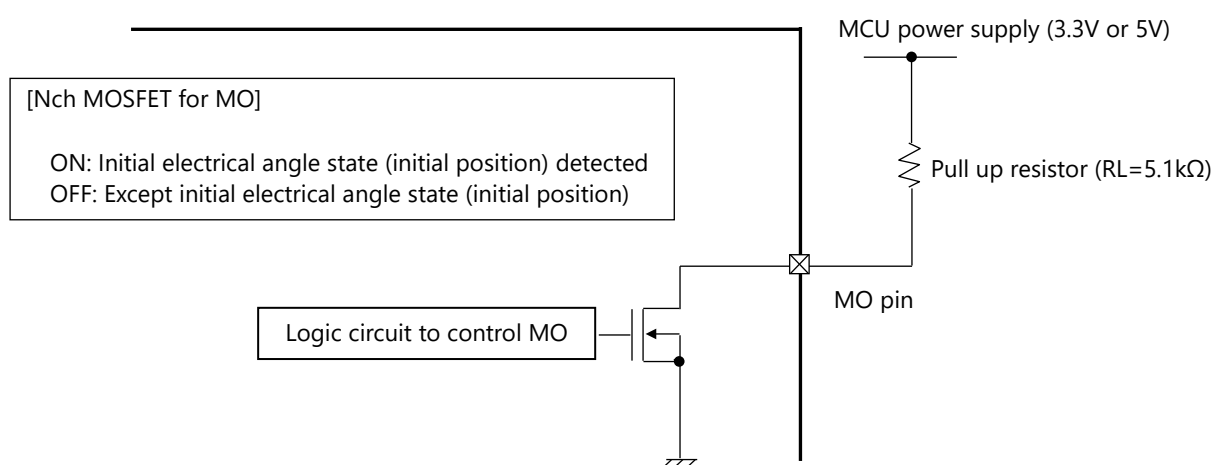 MCU power supply (3.3V or 5V)
[Nch MOSFET for MO]
ON: Initial electrical angle state (initial position) detected
OFF: Except initial electrical angle state (initial position)
Pull up resistor (RL=5.1kΩ)
MO pin
Logic circuit to control MO